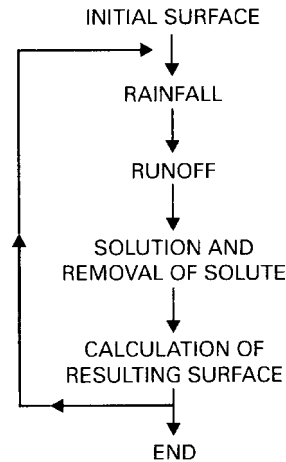 INITIAL SURFACE
RAINFALL
RUNOFF
SOLUTION AND
REMOVAL OF SOLUTE
CALCULATION OF
RESULTING SURFACE
END